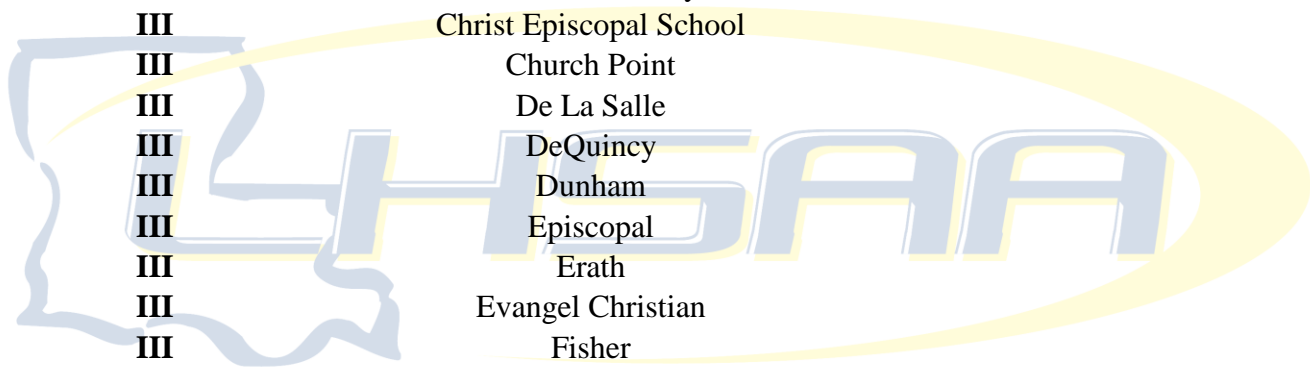 III Christ Episcopal School
III Church Point
III De La Salle
III DeQuincy
III Dunham
III Episcopal
LHSAA
III Erath
III Evangel Christian
III Fisher